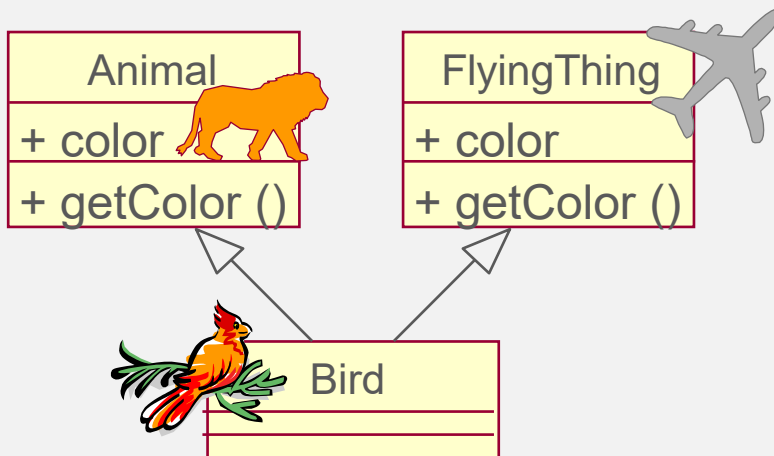 Animal
+ color
+ getColor ()
FlyingThing
+ color
+ getColor ()
Bird